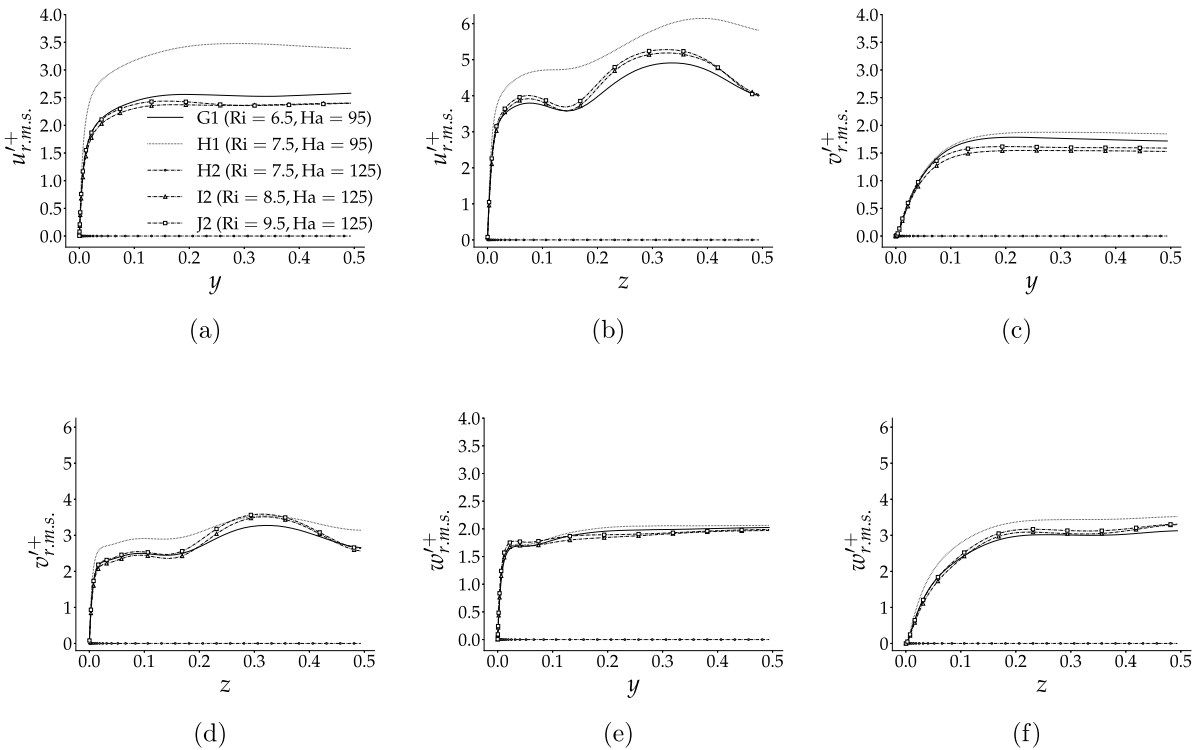 4.0
3.5
3.0
2.5
2.0
1.5
1.0
0.5
0.0
u′⁺r.m.s.
G1 (Ri = 6.5, Ha = 95)
H1 (Ri = 7.5, Ha = 95)
H2 (Ri = 7.5, Ha = 125)
I2 (Ri = 8.5, Ha = 125)
J2 (Ri = 9.5, Ha = 125)
0.0 0.1 0.2 0.3 0.4 0.5
y
(a)
6
5
4
3
2
1
0
u′⁺r.m.s.
0.0 0.1 0.2 0.3 0.4 0.5
z
(b)
4.0
3.5
3.0
2.5
2.0
1.5
1.0
0.5
0.0
v′⁺r.m.s.
0.0 0.1 0.2 0.3 0.4 0.5
y
(c)
6
5
4
3
2
1
0
v′⁺r.m.s.
0.0 0.1 0.2 0.3 0.4 0.5
z
(d)
4.0
3.5
3.0
2.5
2.0
1.5
1.0
0.5
0.0
w′⁺r.m.s.
0.0 0.1 0.2 0.3 0.4 0.5
y
(e)
6
5
4
3
2
1
0
w′⁺r.m.s.
0.0 0.1 0.2 0.3 0.4 0.5
z
(f)